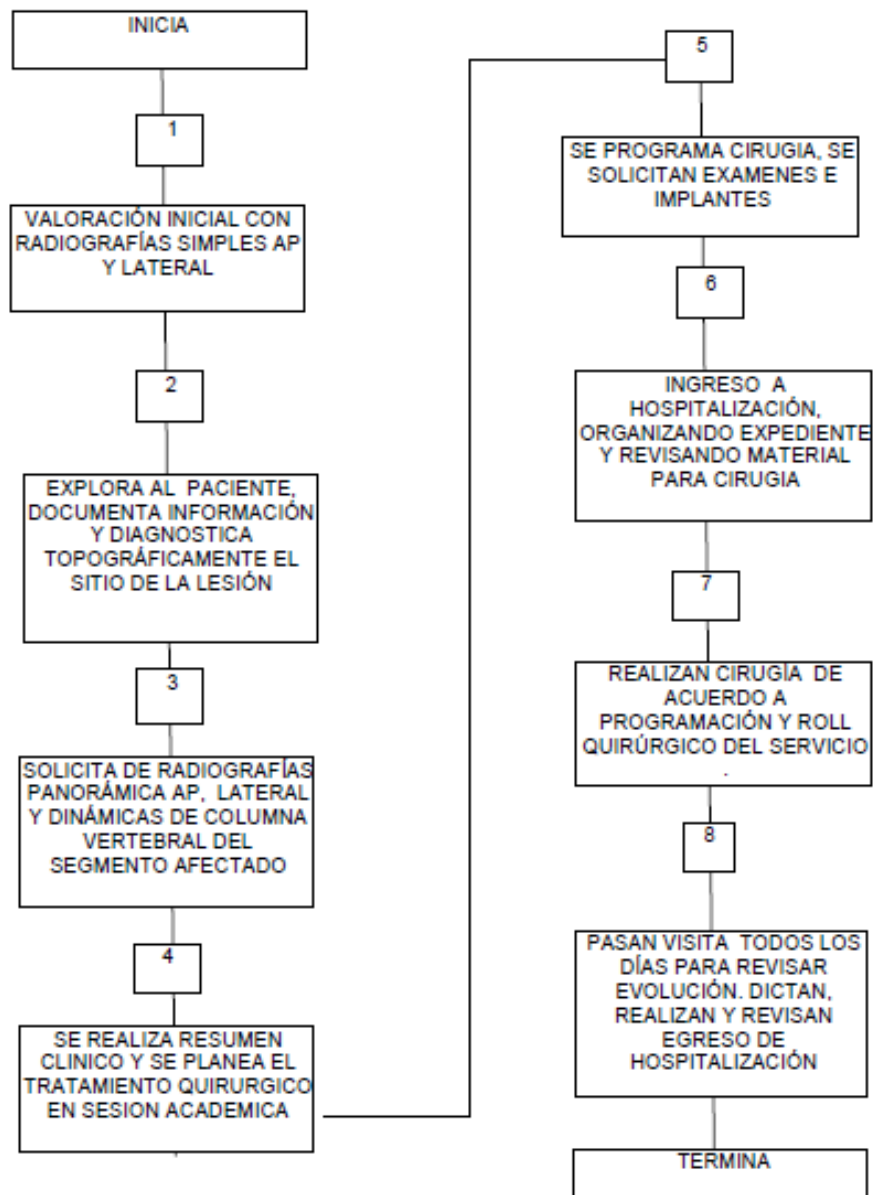 INICIA
1
VALORACIÓN INICIAL CON
RADIOGRAFÍAS SIMPLES AP
Y LATERAL
2
EXPLORA AL PACIENTE,
DOCUMENTA INFORMACIÓN
Y DIAGNOSTICA
TOPOGRÁFICAMENTE EL
SITIO DE LA LESIÓN
3
SOLICITA DE RADIOGRAFÍAS
PANORÁMICA AP, LATERAL
Y DINÁMICAS DE COLUMNA
VERTEBRAL DEL
SEGMENTO AFECTADO
4
SE REALIZA RESUMEN
CLINICO Y SE PLANEA EL
TRATAMIENTO QUIRURGICO
EN SESION ACADEMICA
5
SE PROGRAMA CIRUGIA, SE
SOLICITAN EXAMENES E
IMPLANTES
6
INGRESO A
HOSPITALIZACIÓN,
ORGANIZANDO EXPEDIENTE
Y REVISANDO MATERIAL
PARA CIRUGIA
7
REALIZAN CIRUGÍA DE
ACUERDO A
PROGRAMACIÓN Y ROLL
QUIRÚRGICO DEL SERVICIO
.
8
PASAN VISITA TODOS LOS
DÍAS PARA REVISAR
EVOLUCIÓN. DICTAN,
REALIZAN Y REVISAN
EGRESO DE
HOSPITALIZACIÓN
TERMINA